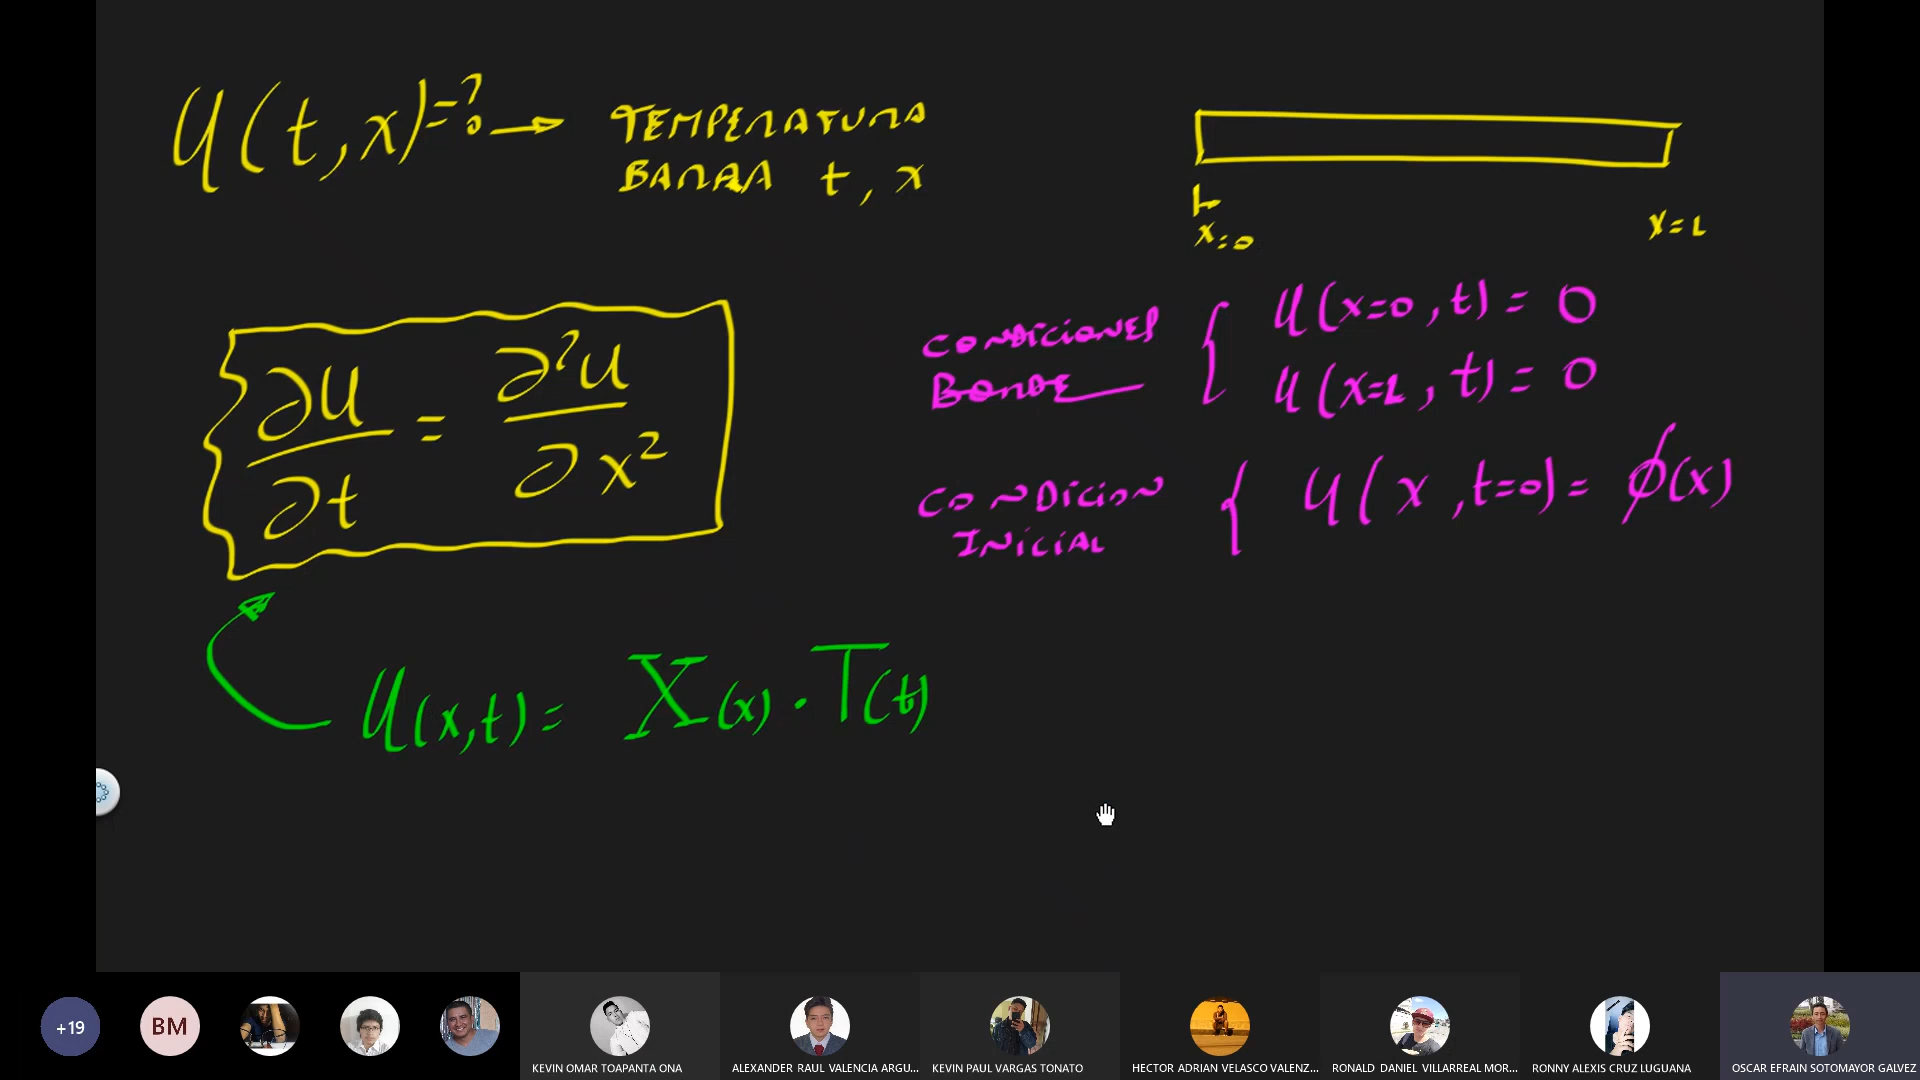 U(t,x)=? → TEMPERATURA
BARRA t, x
x=0
x=L
∂U/∂t = ∂²U/∂x²
CONDICIONES
BORDE
U(x=0,t)=0
U(x=L,t)=0
CONDICION
INICIAL
U(x,t=0)=ϕ(x)
U(x,t)= X(x)·T(t)
+19
BM
KEVIN OMAR TOAPANTA ONA
ALEXANDER RAUL VALENCIA ARGU...
KEVIN PAUL VARGAS TONATO
HECTOR ADRIAN VELASCO VALENZ...
RONALD DANIEL VILLARREAL MOR...
RONNY ALEXIS CRUZ LUGUANA
OSCAR EFRAIN SOTOMAYOR GALVEZ